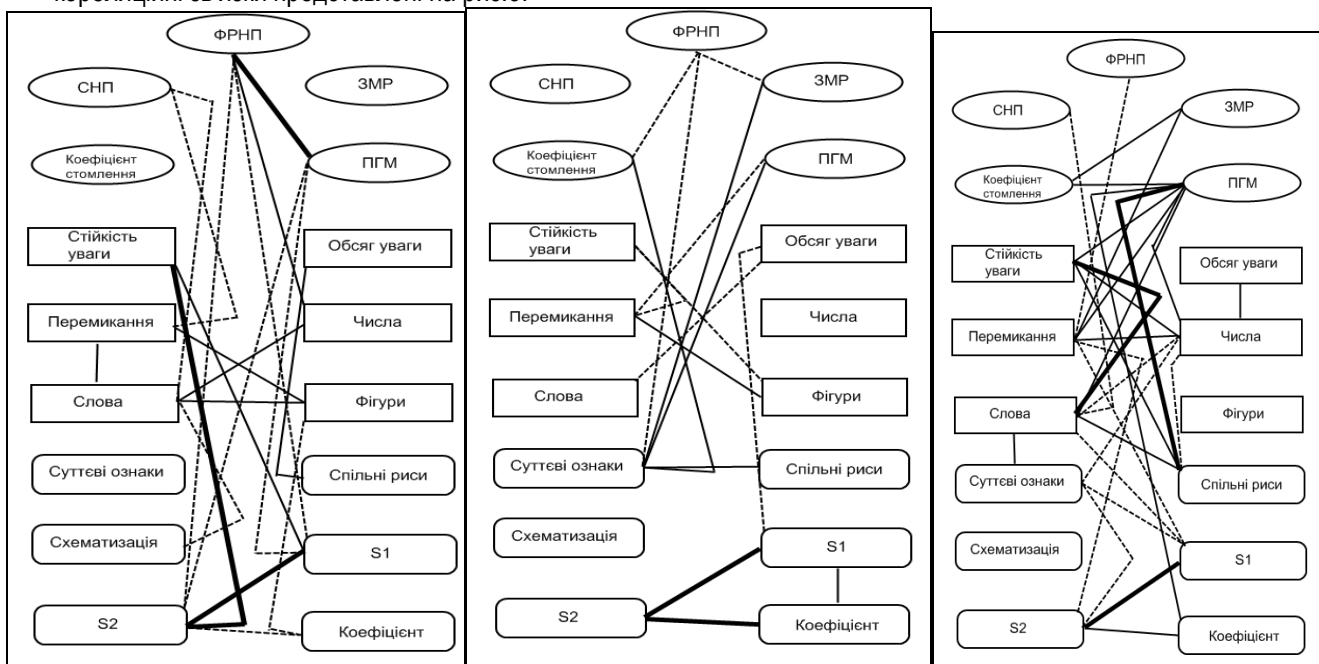 ФРНП
СНП
ЗМР
Коефіцієнт
стомлення
ПГМ
Стійкість
уваги
Обсяг уваги
Перемикання
Числа
Слова
Фігури
Суттєві ознаки
Спільні риси
Схематизація
S1
S2
Коефіцієнт
ФРНП
СНП
ЗМР
Коефіцієнт
стомлення
ПГМ
Стійкість
уваги
Обсяг уваги
Перемикання
Числа
Слова
Фігури
Суттєві ознаки
Спільні риси
Схематизація
S1
S2
Коефіцієнт
ФРНП
СНП
ЗМР
Коефіцієнт
стомлення
ПГМ
Стійкість
уваги
Обсяг уваги
Перемикання
Числа
Слова
Фігури
Суттєві ознаки
Спільні риси
Схематизація
S1
S2
Коефіцієнт